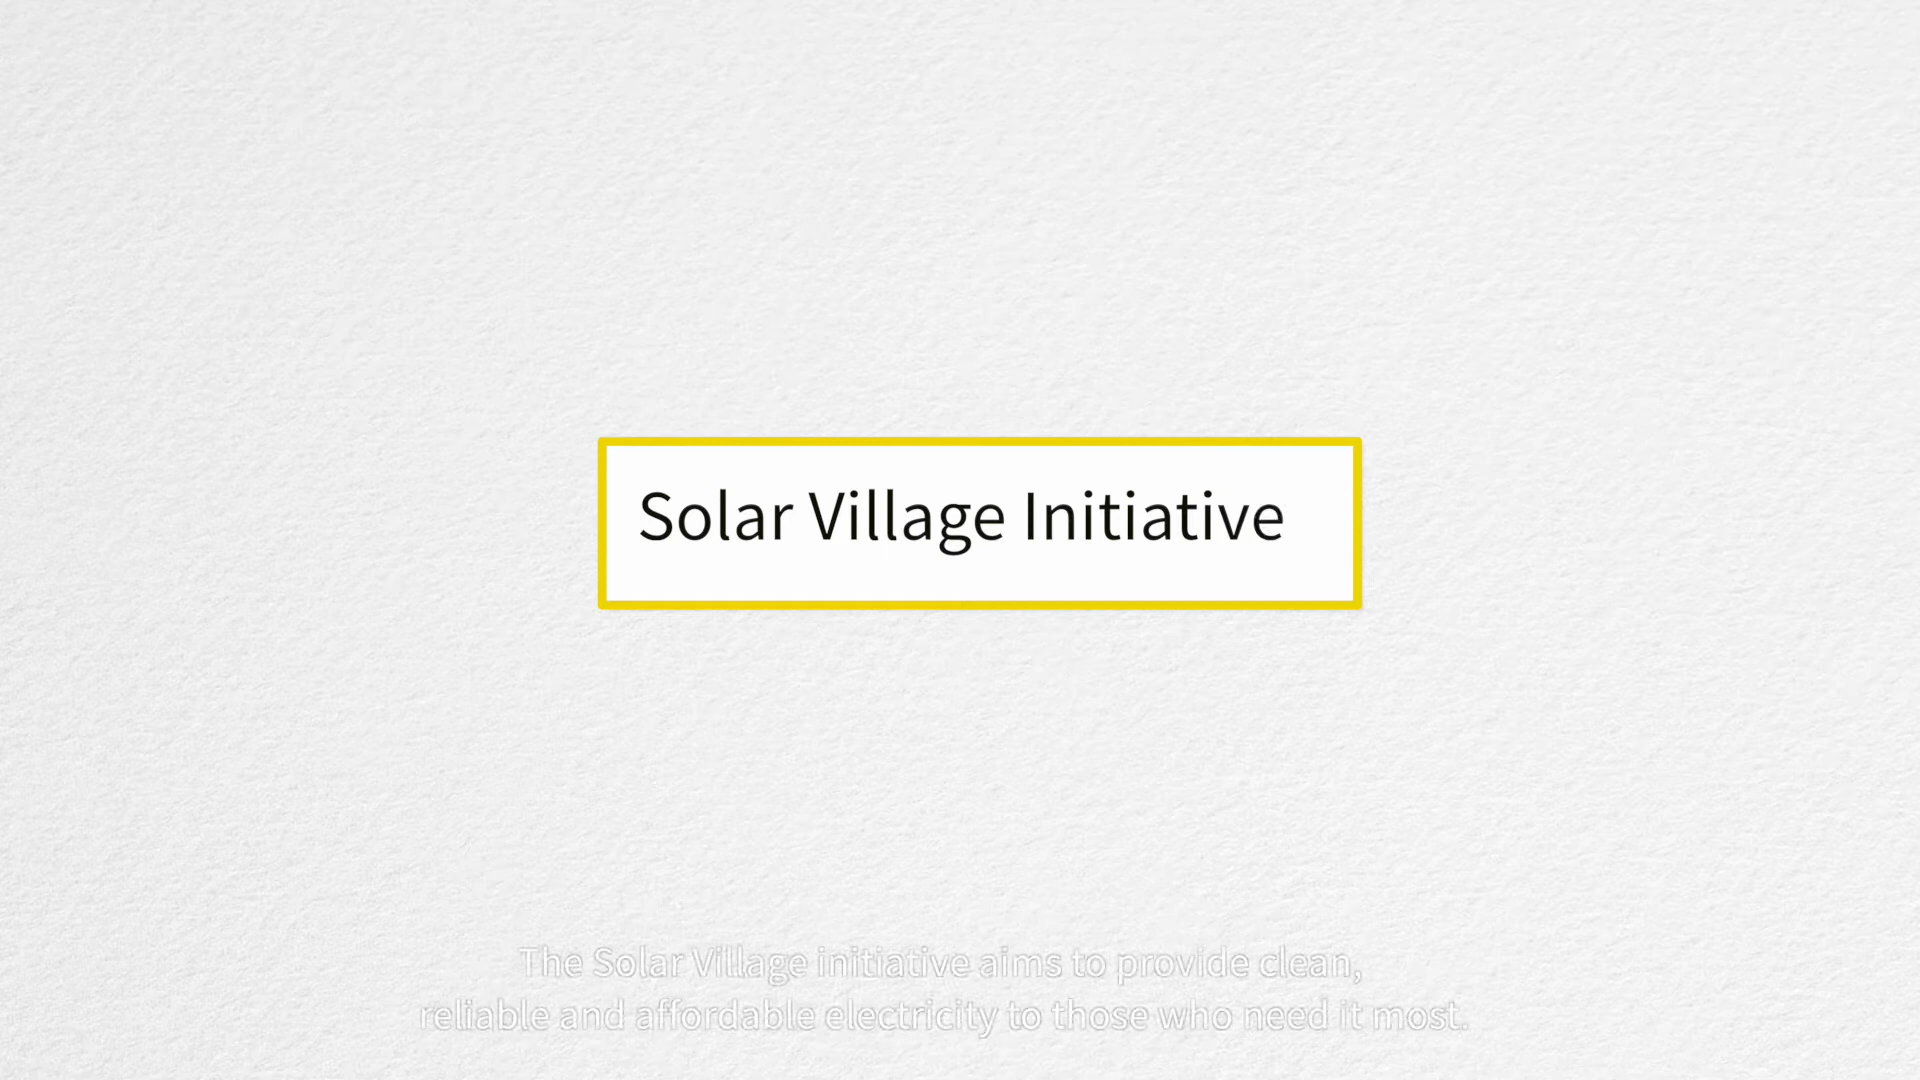 Solar Village Initiative
The Solar Village initiative aims to provide clean,
reliable and affordable electricity to those who need it most.